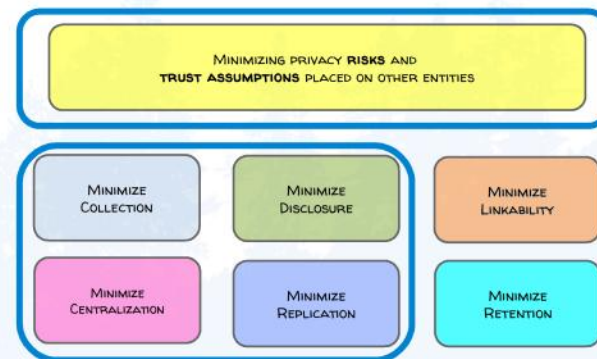 Minimizing privacy risks and
trust assumptions placed on other entities
Minimize
Collection
Minimize
Disclosure
Minimize
Linkability
Minimize
Centralization
Minimize
Replication
Minimize
Retention